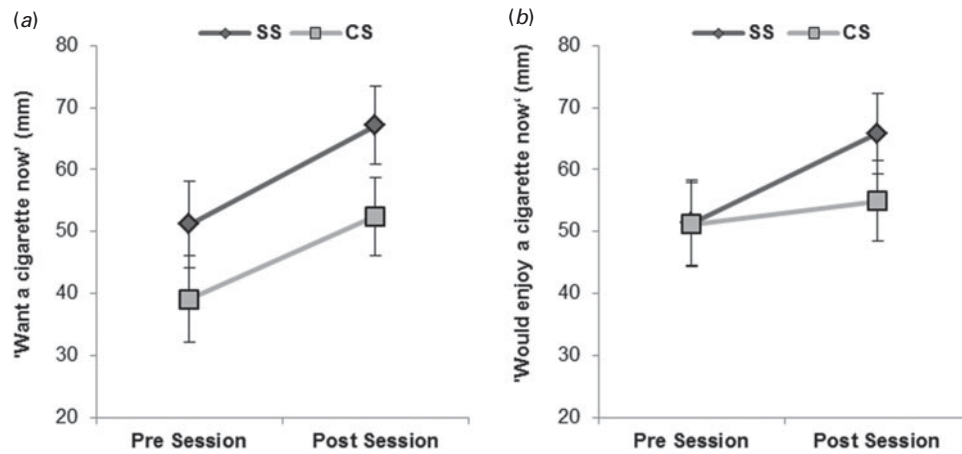 (a)
SS CS
'Want a cigarette now' (mm)
80
70
60
50
40
30
20
Pre Session Post Session
(b)
SS CS
'Would enjoy a cigarette now' (mm)
80
70
60
50
40
30
20
Pre Session Post Session